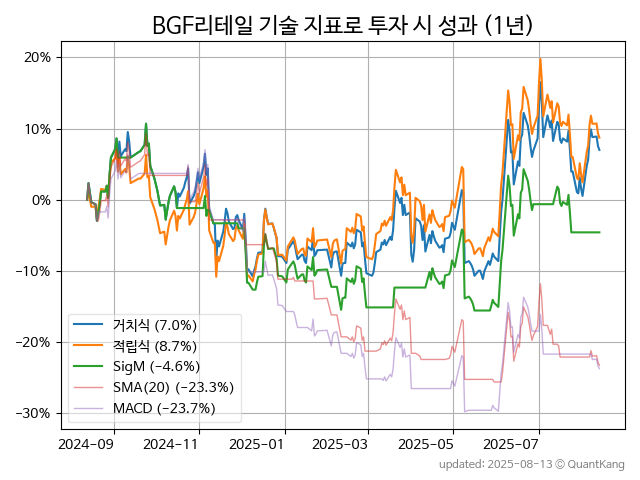 BGF리테일 기술 지표로 투자 시 성과 (1년)
20%
10%
0%
−10%
−20%
−30%
거치식 (7.0%)
적립식 (8.7%)
SigM (−4.6%)
SMA(20) (−23.3%)
MACD (−23.7%)
2024-09
2024-11
2025-01
2025-03
2025-05
2025-07
updated: 2025-08-13 © QuantKang